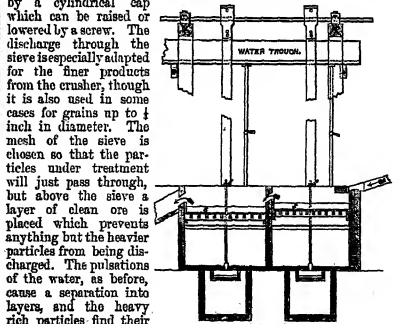 by a cylindrical cap
which can be raised or
lowered by a screw. The
discharge through the
sieve is especially adapted
for the finer products
from the crusher, though
it is also used in some
cases for grains up to ¼
inch in diameter. The
mesh of the sieve is
chosen so that the par-
ticles under treatment
will just pass through,
but above the sieve a
layer of clean ore is
placed which prevents
anything but the heavier
particles from being dis-
charged. The pulsations
of the water, as before,
cause a separation into
layers, and the heavy
rich particles find their
WATER TROUGH.